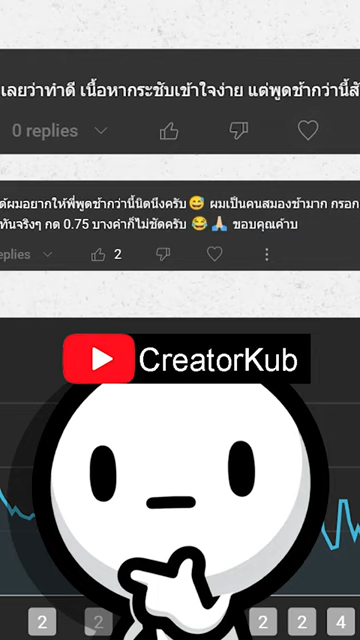 เลยว่าทำดี เนื้อหากระชับเข้าใจง่าย แต่พูดช้ากว่านี้
0 replies
ผมอยากให้พี่พูดช้ากว่านี้นิดนึงครับ😅 ผมเป็นคนสมองช้ามาก กรอก
ทันจริงๆ กด 0.75 บางคำก็ไม่ชัดครับ 😂🙏🏻 ขอบคุณค้าบ
2
CreatorKub
2 2 2 2 4